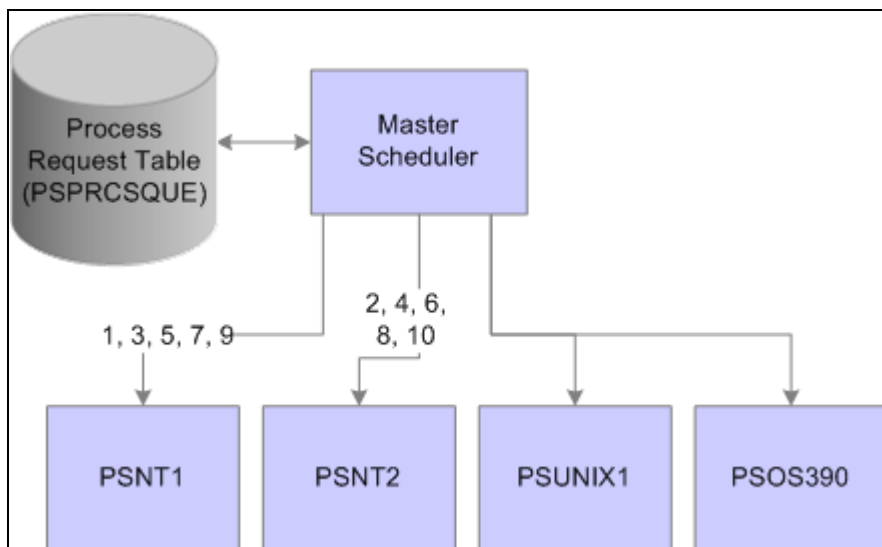 Process
Request Table
(PSPRCSQUE)
Master
Scheduler
1, 3, 5, 7, 9
2, 4, 6,
8, 10
PSNT1
PSNT2
PSUNIX1
PSOS390